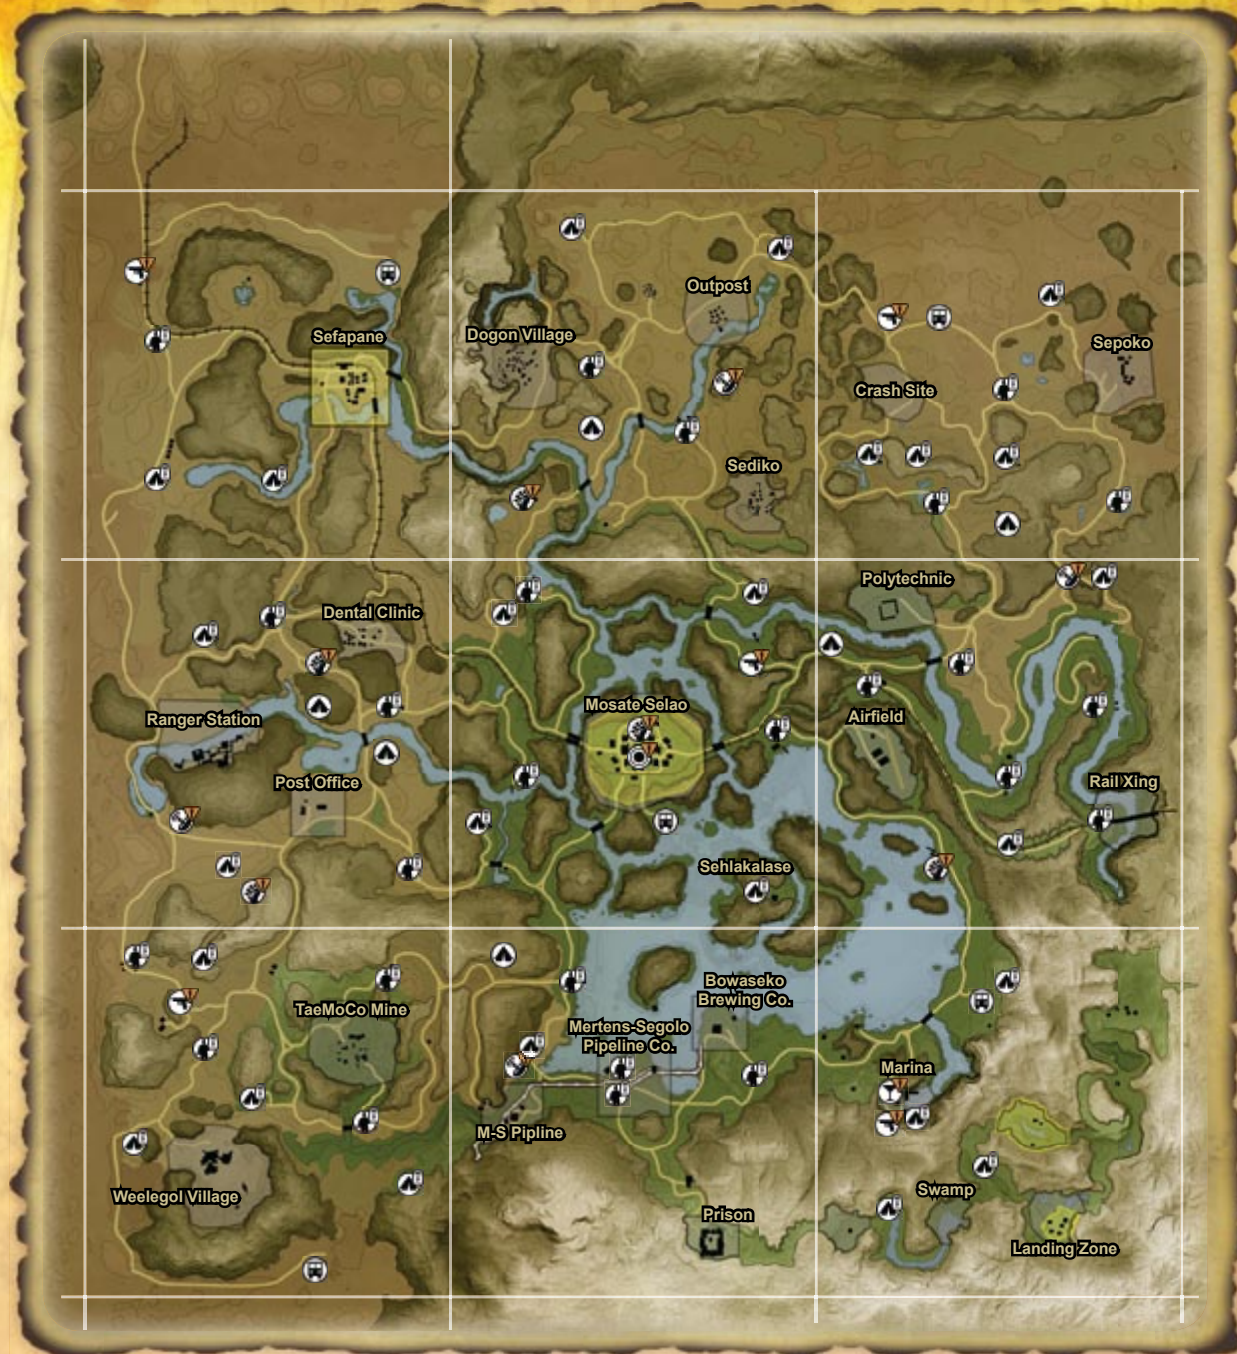 Outpost
Sefapane
Dogon Village
Sepoko
Crash Site
Sediko
Polytechnic
Dental Clinic
Mosate Selao
Ranger Station
Airfield
Post Office
Rail Xing
Sehlakalase
Bowaseko
Brewing Co.
TaeMoCo Mine
Mertens-Segolo
Pipeline Co.
Marina
M-S Pipline
Swamp
Weelegol Village
Prison
Landing Zone